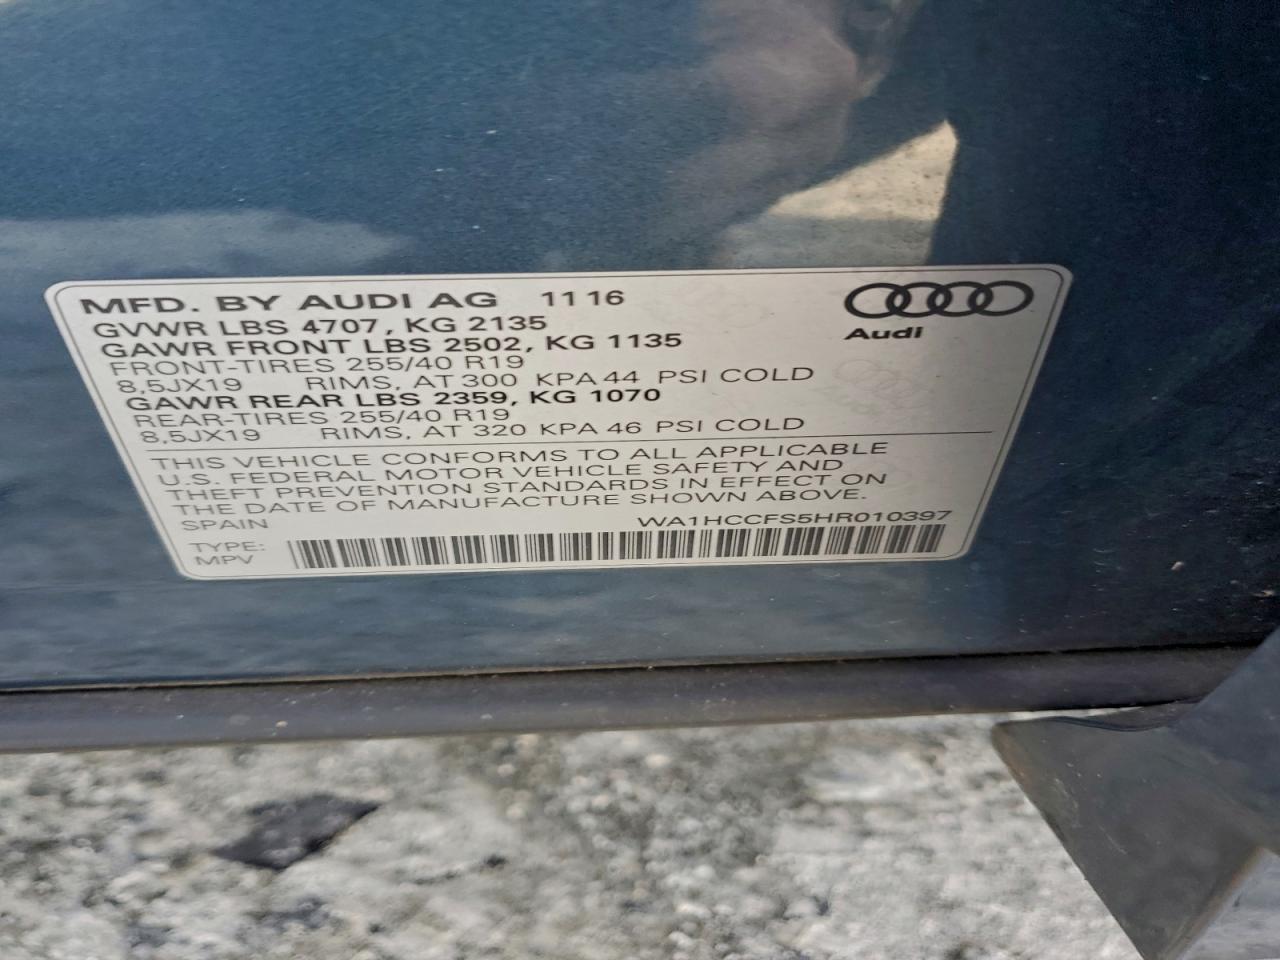 MFD. BY AUDI AG 11 16
GVWR LBS 4707, KG 2135
GAWR FRONT LBS 2502, KG 1135
FRONT-TIRES 255/40 R19
8,5JX19 RIMS, AT 300 KPA 44 PSI COLD
GAWR REAR LBS 2359, KG 1070
REAR-TIRES 255/40 R19
8,5JX19 RIMS, AT 320 KPA 46 PSI COLD
Audi
THIS VEHICLE CONFORMS TO ALL APPLICABLE
U.S. FEDERAL MOTOR VEHICLE SAFETY AND
THEFT PREVENTION STANDARDS IN EFFECT ON
THE DATE OF MANUFACTURE SHOWN ABOVE.
SPAIN WA1HCCFS5HR010397
TYPE:
MPV